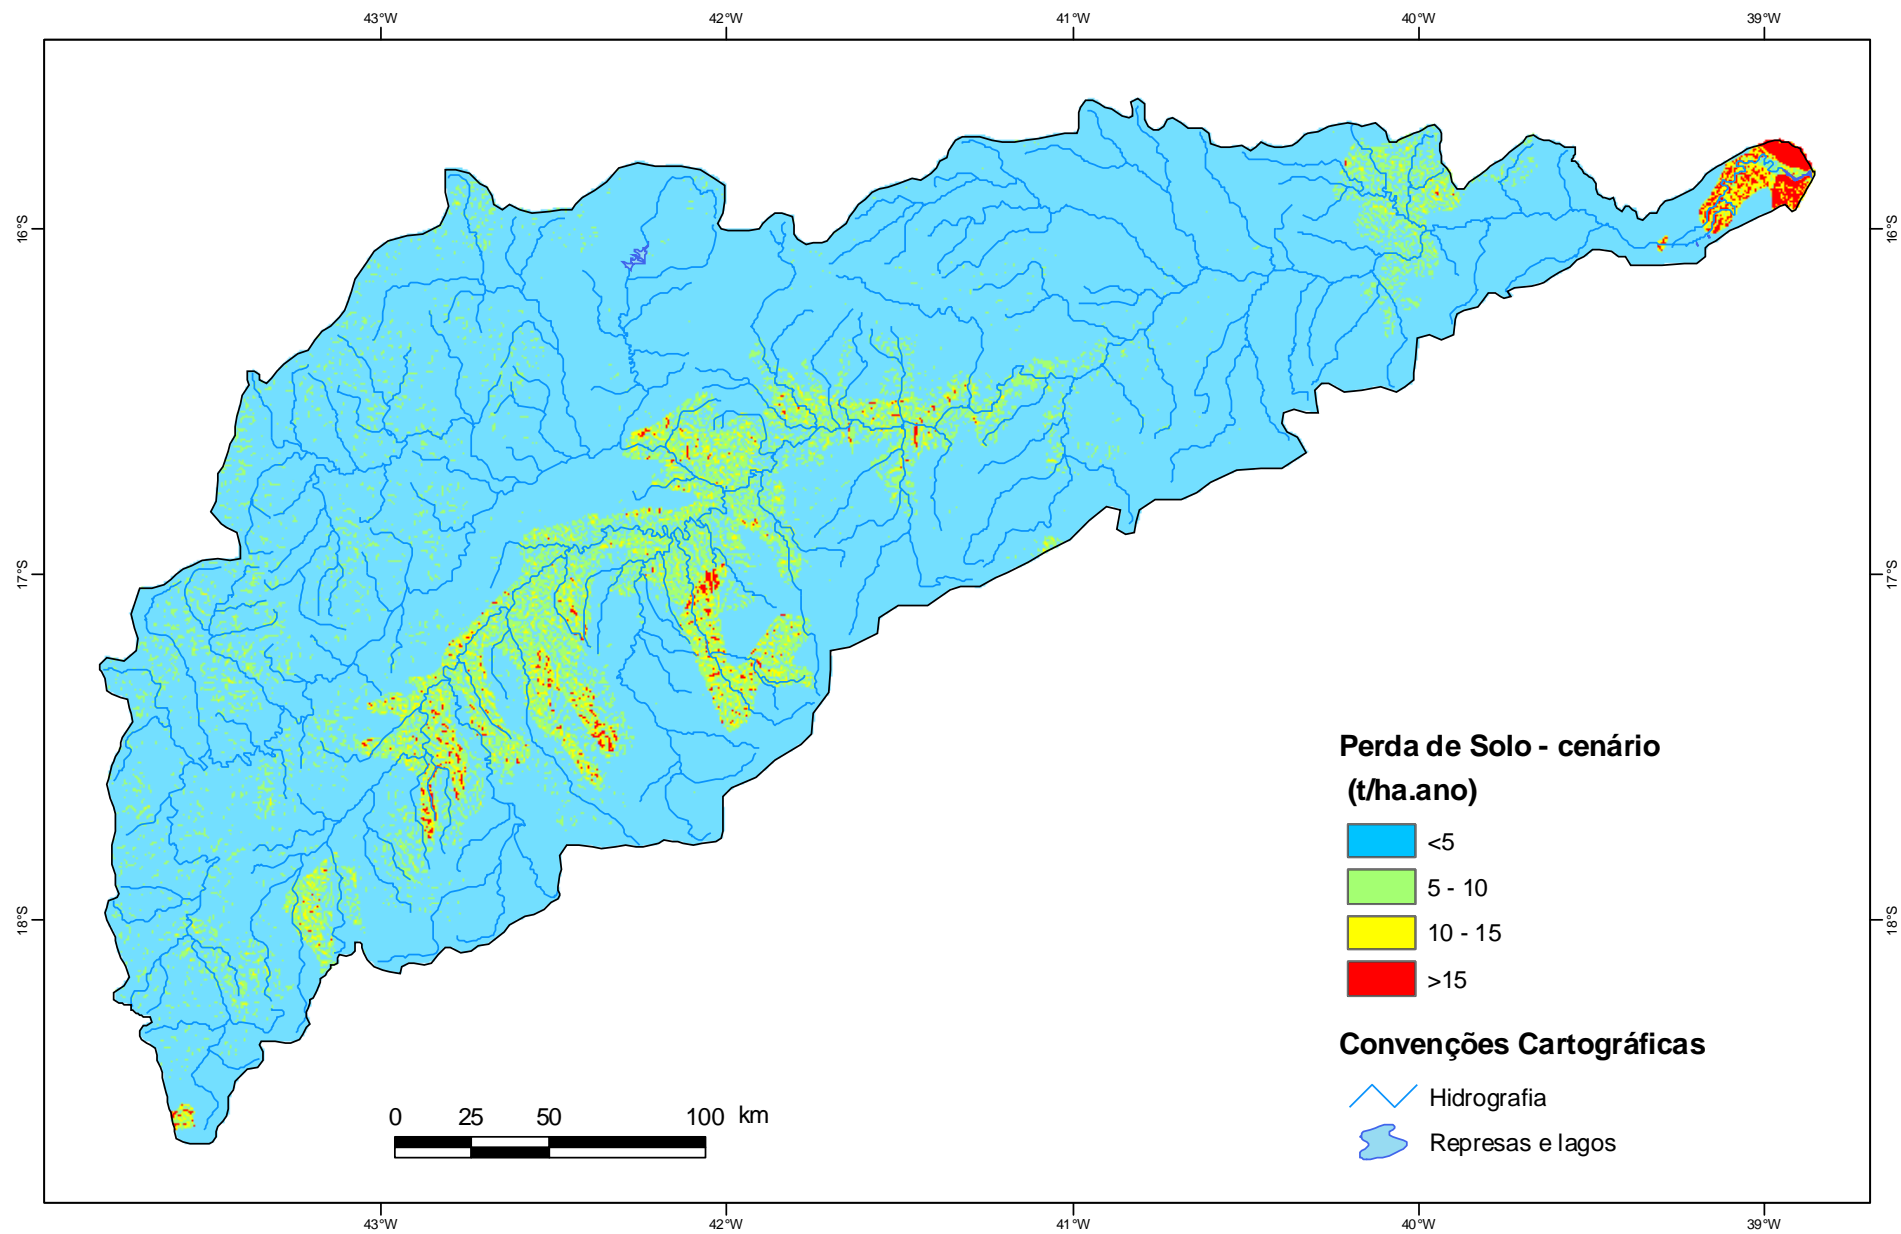 43°W 42°W 41°W 40°W 39°W
16°S 16°S
17°S 17°S
18°S 18°S
Perda de Solo - cenário
(t/ha.ano)
<5
5 - 10
10 - 15
>15
Convenções Cartográficas
Hidrografia
Represas e lagos
0 25 50 100 km
43°W 42°W 41°W 40°W 39°W